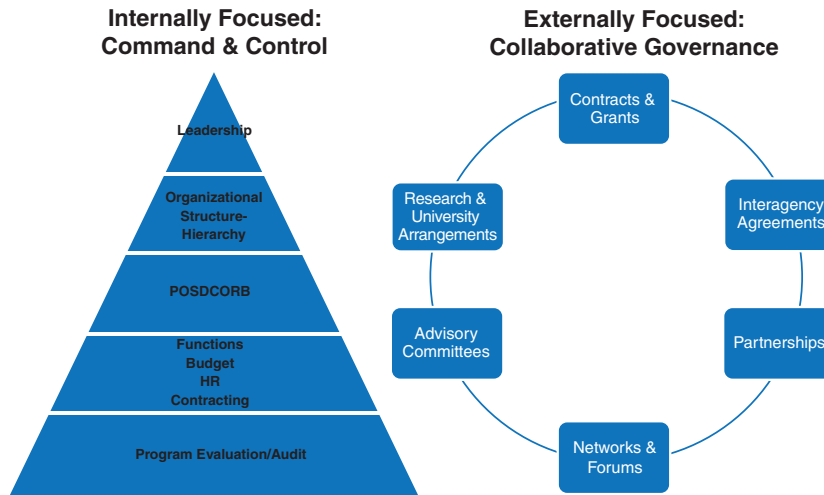 Internally Focused:
Command & Control
Leadership
Organizational
Structure-
Hierarchy
POSDCORB
Functions
Budget
HR
Contracting
Program Evaluation/Audit
Externally Focused:
Collaborative Governance
Contracts &
Grants
Interagency
Agreements
Partnerships
Networks &
Forums
Advisory
Committees
Research &
University
Arrangements